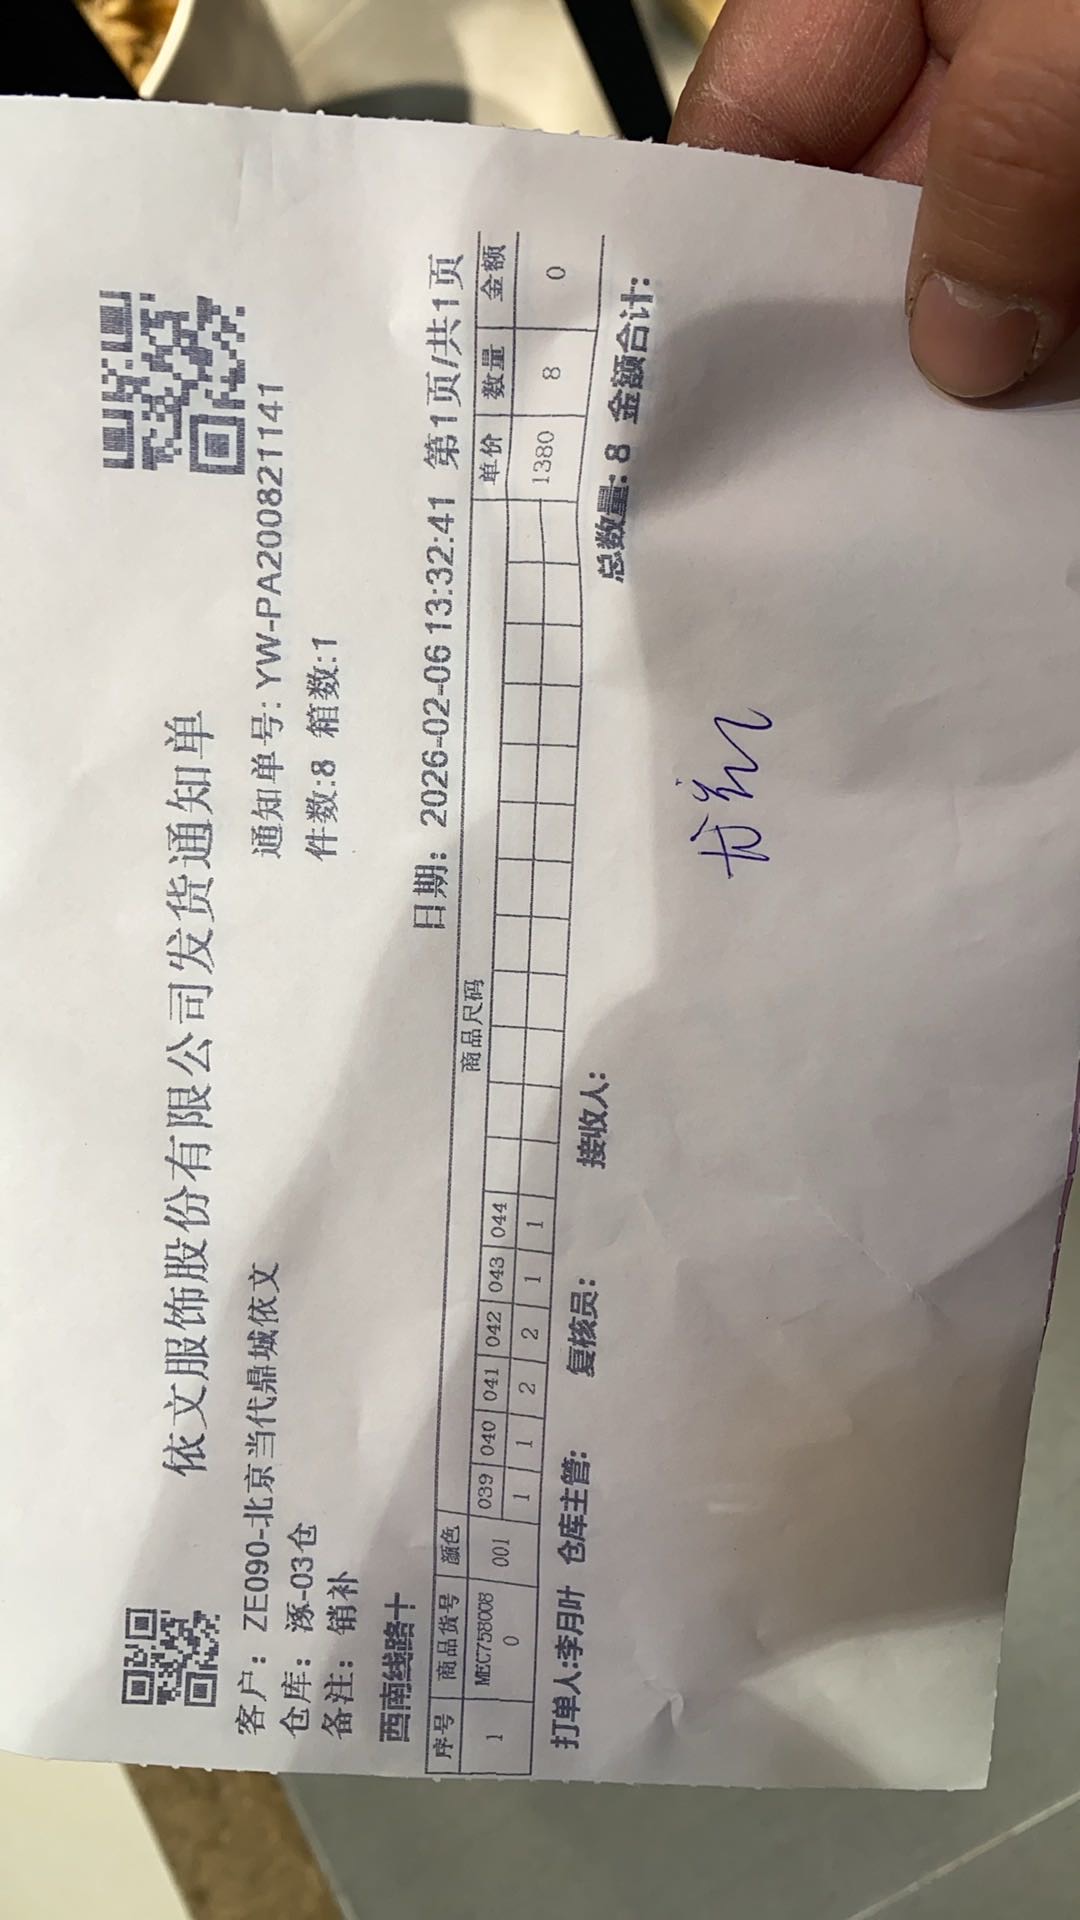 依文服饰股份有限公司发货通知单
客户：ZE090-北京当代鼎城依文
通知单号：YW-PA200821141
仓库：涿-03仓
件数:8 箱数:1
备注：销补
西南线路十
日期：2026-02-06 13:32:41 第1页/共1页
序号 商品货号 颜色 商品尺码 单价 数量 金额
039 040 041 042 043 044
1 MEC758008 001 1 1 2 2 1 1 1380 8 0
0
打单人:李月叶 仓库主管： 复核员： 接收人： 总数量:8 金额合计：